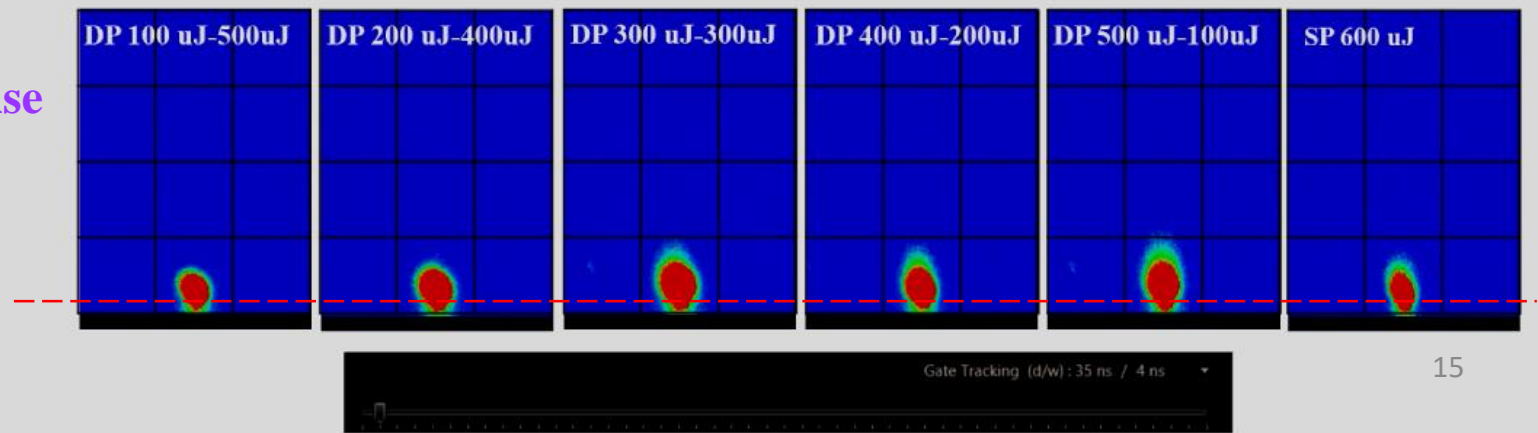 DP 100 uJ-500uJ
DP 200 uJ-400uJ
DP 300 uJ-300uJ
DP 400 uJ-200uJ
DP 500 uJ-100uJ
SP 600 uJ
Gate Tracking (d/w) : 35 ns / 4 ns
15